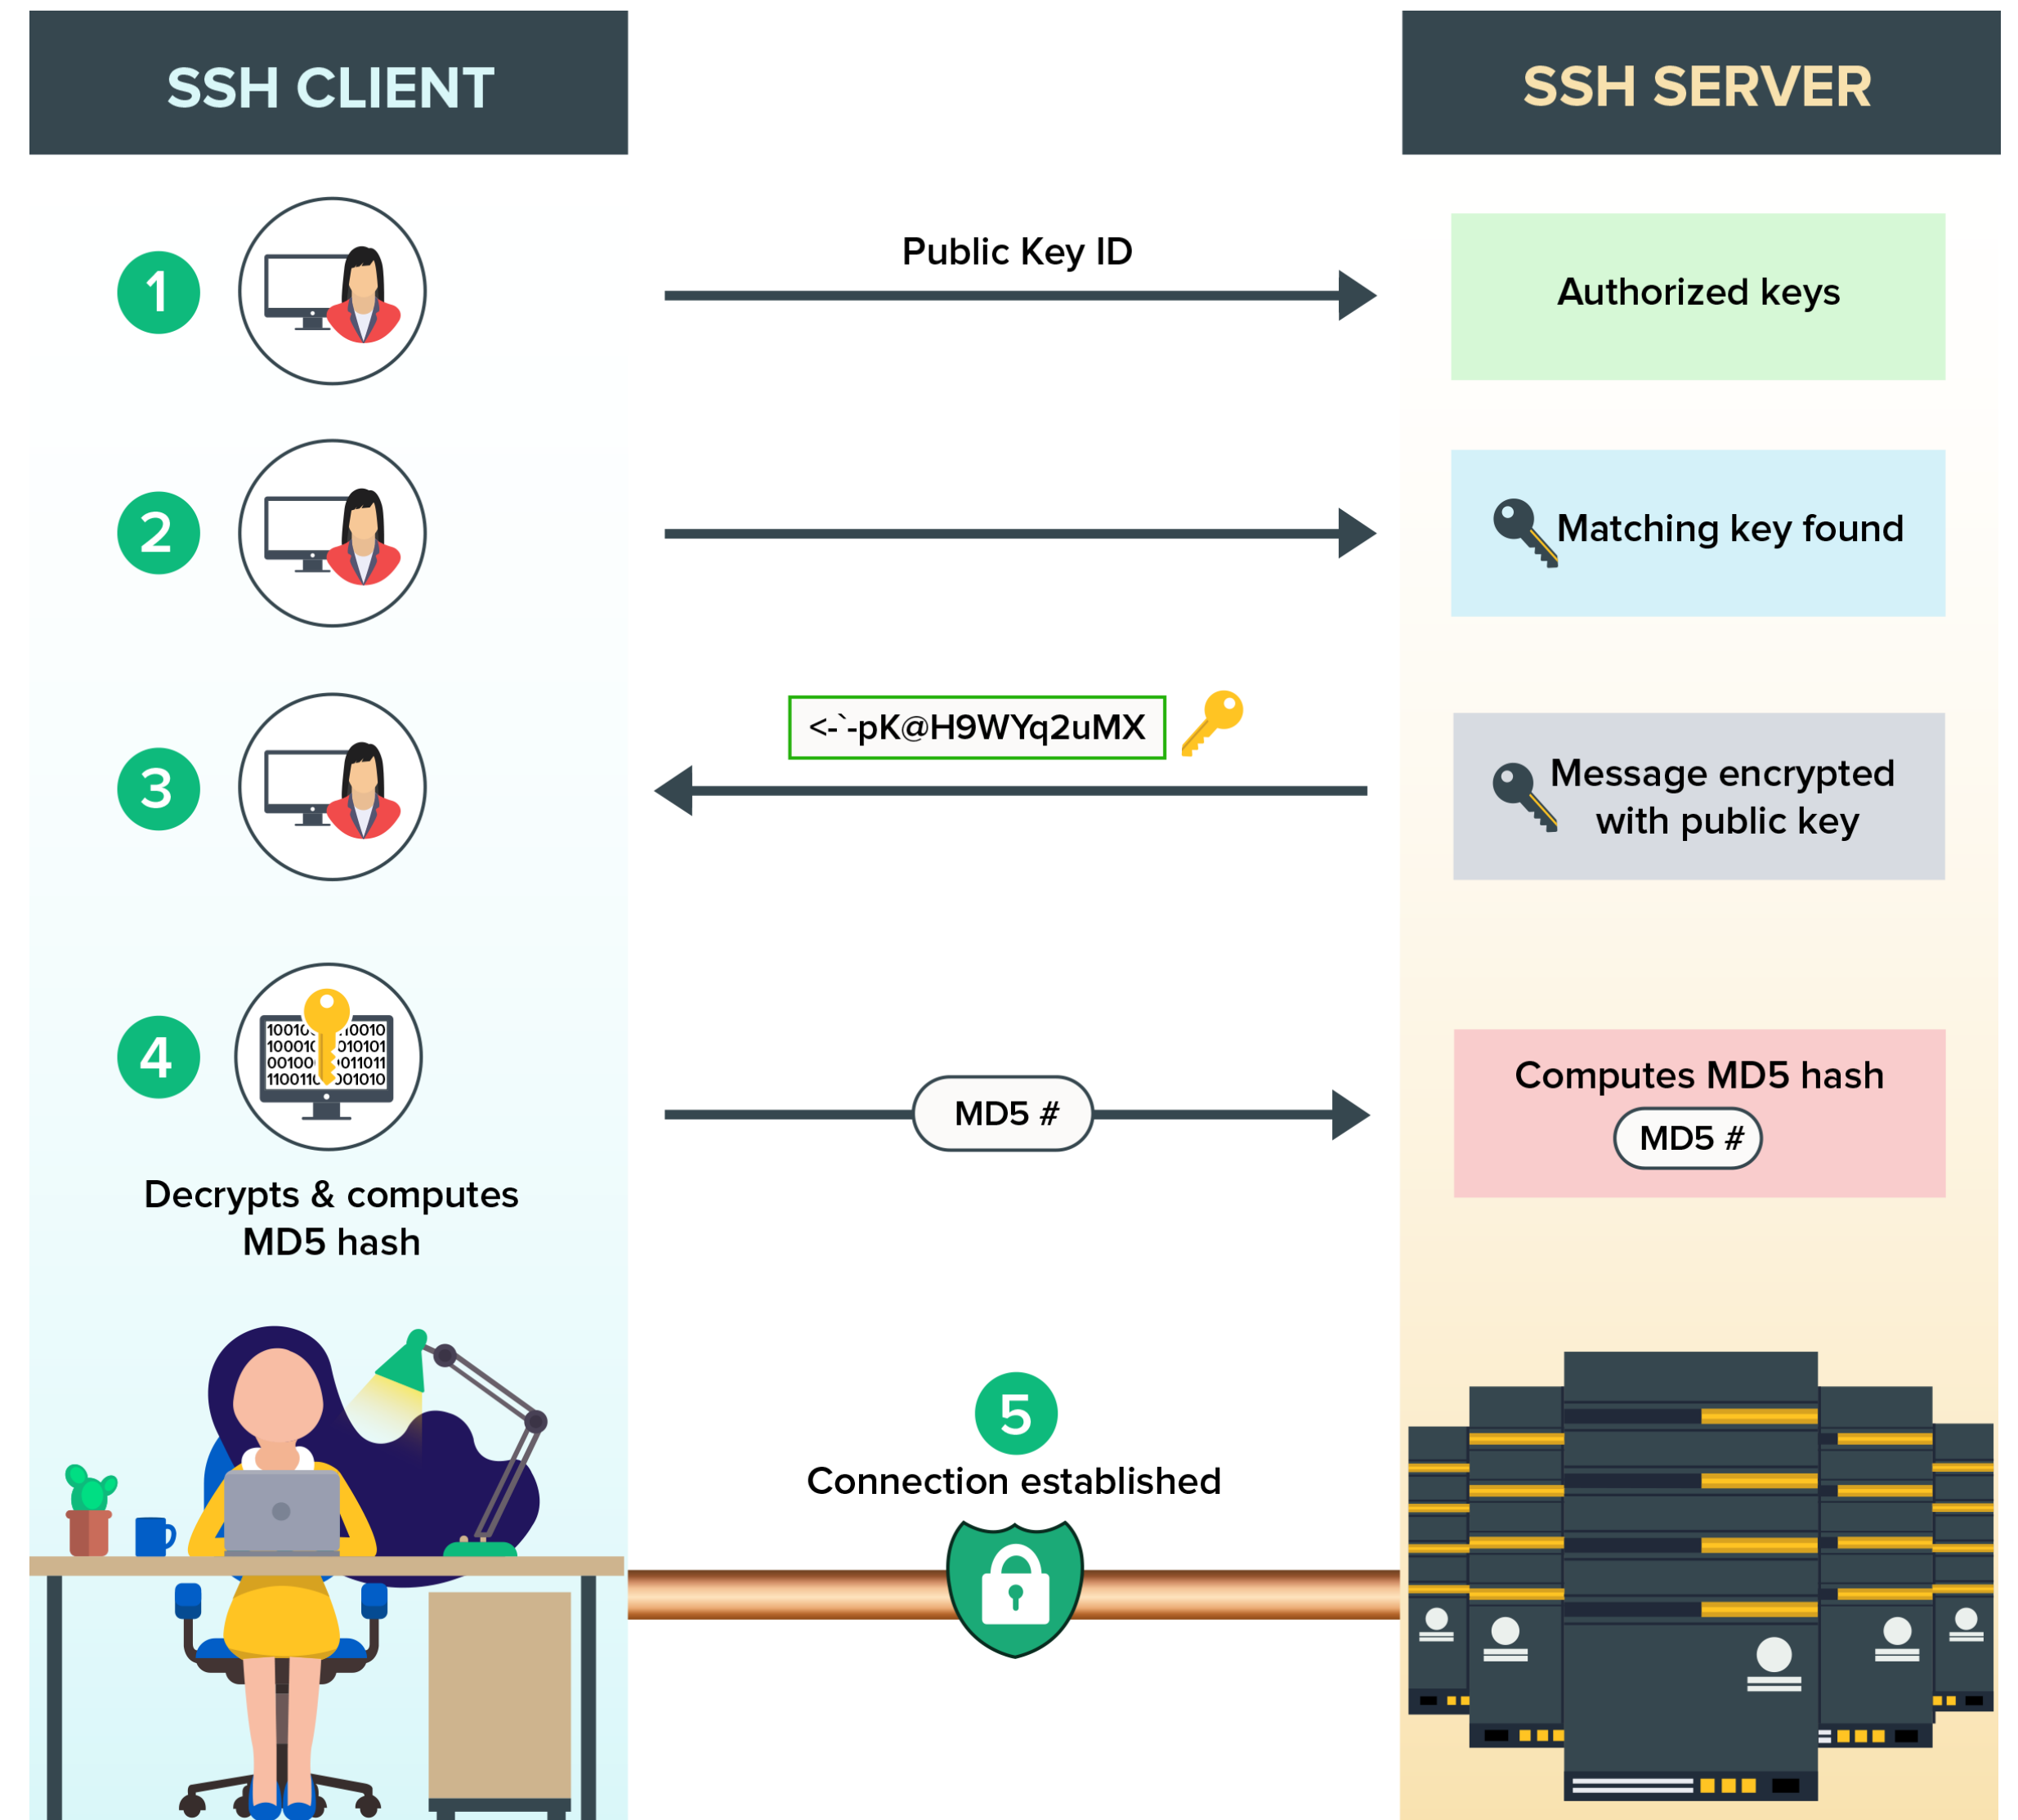 SSH CLIENT
SSH SERVER
1
Public Key ID
Authorized keys
2
Matching key found
3
<-`-pK@H9WYq2uMX
Message encrypted
with public key
4
MD5 #
Computes MD5 hash
MD5 #
Decrypts & computes
MD5 hash
5
Connection established